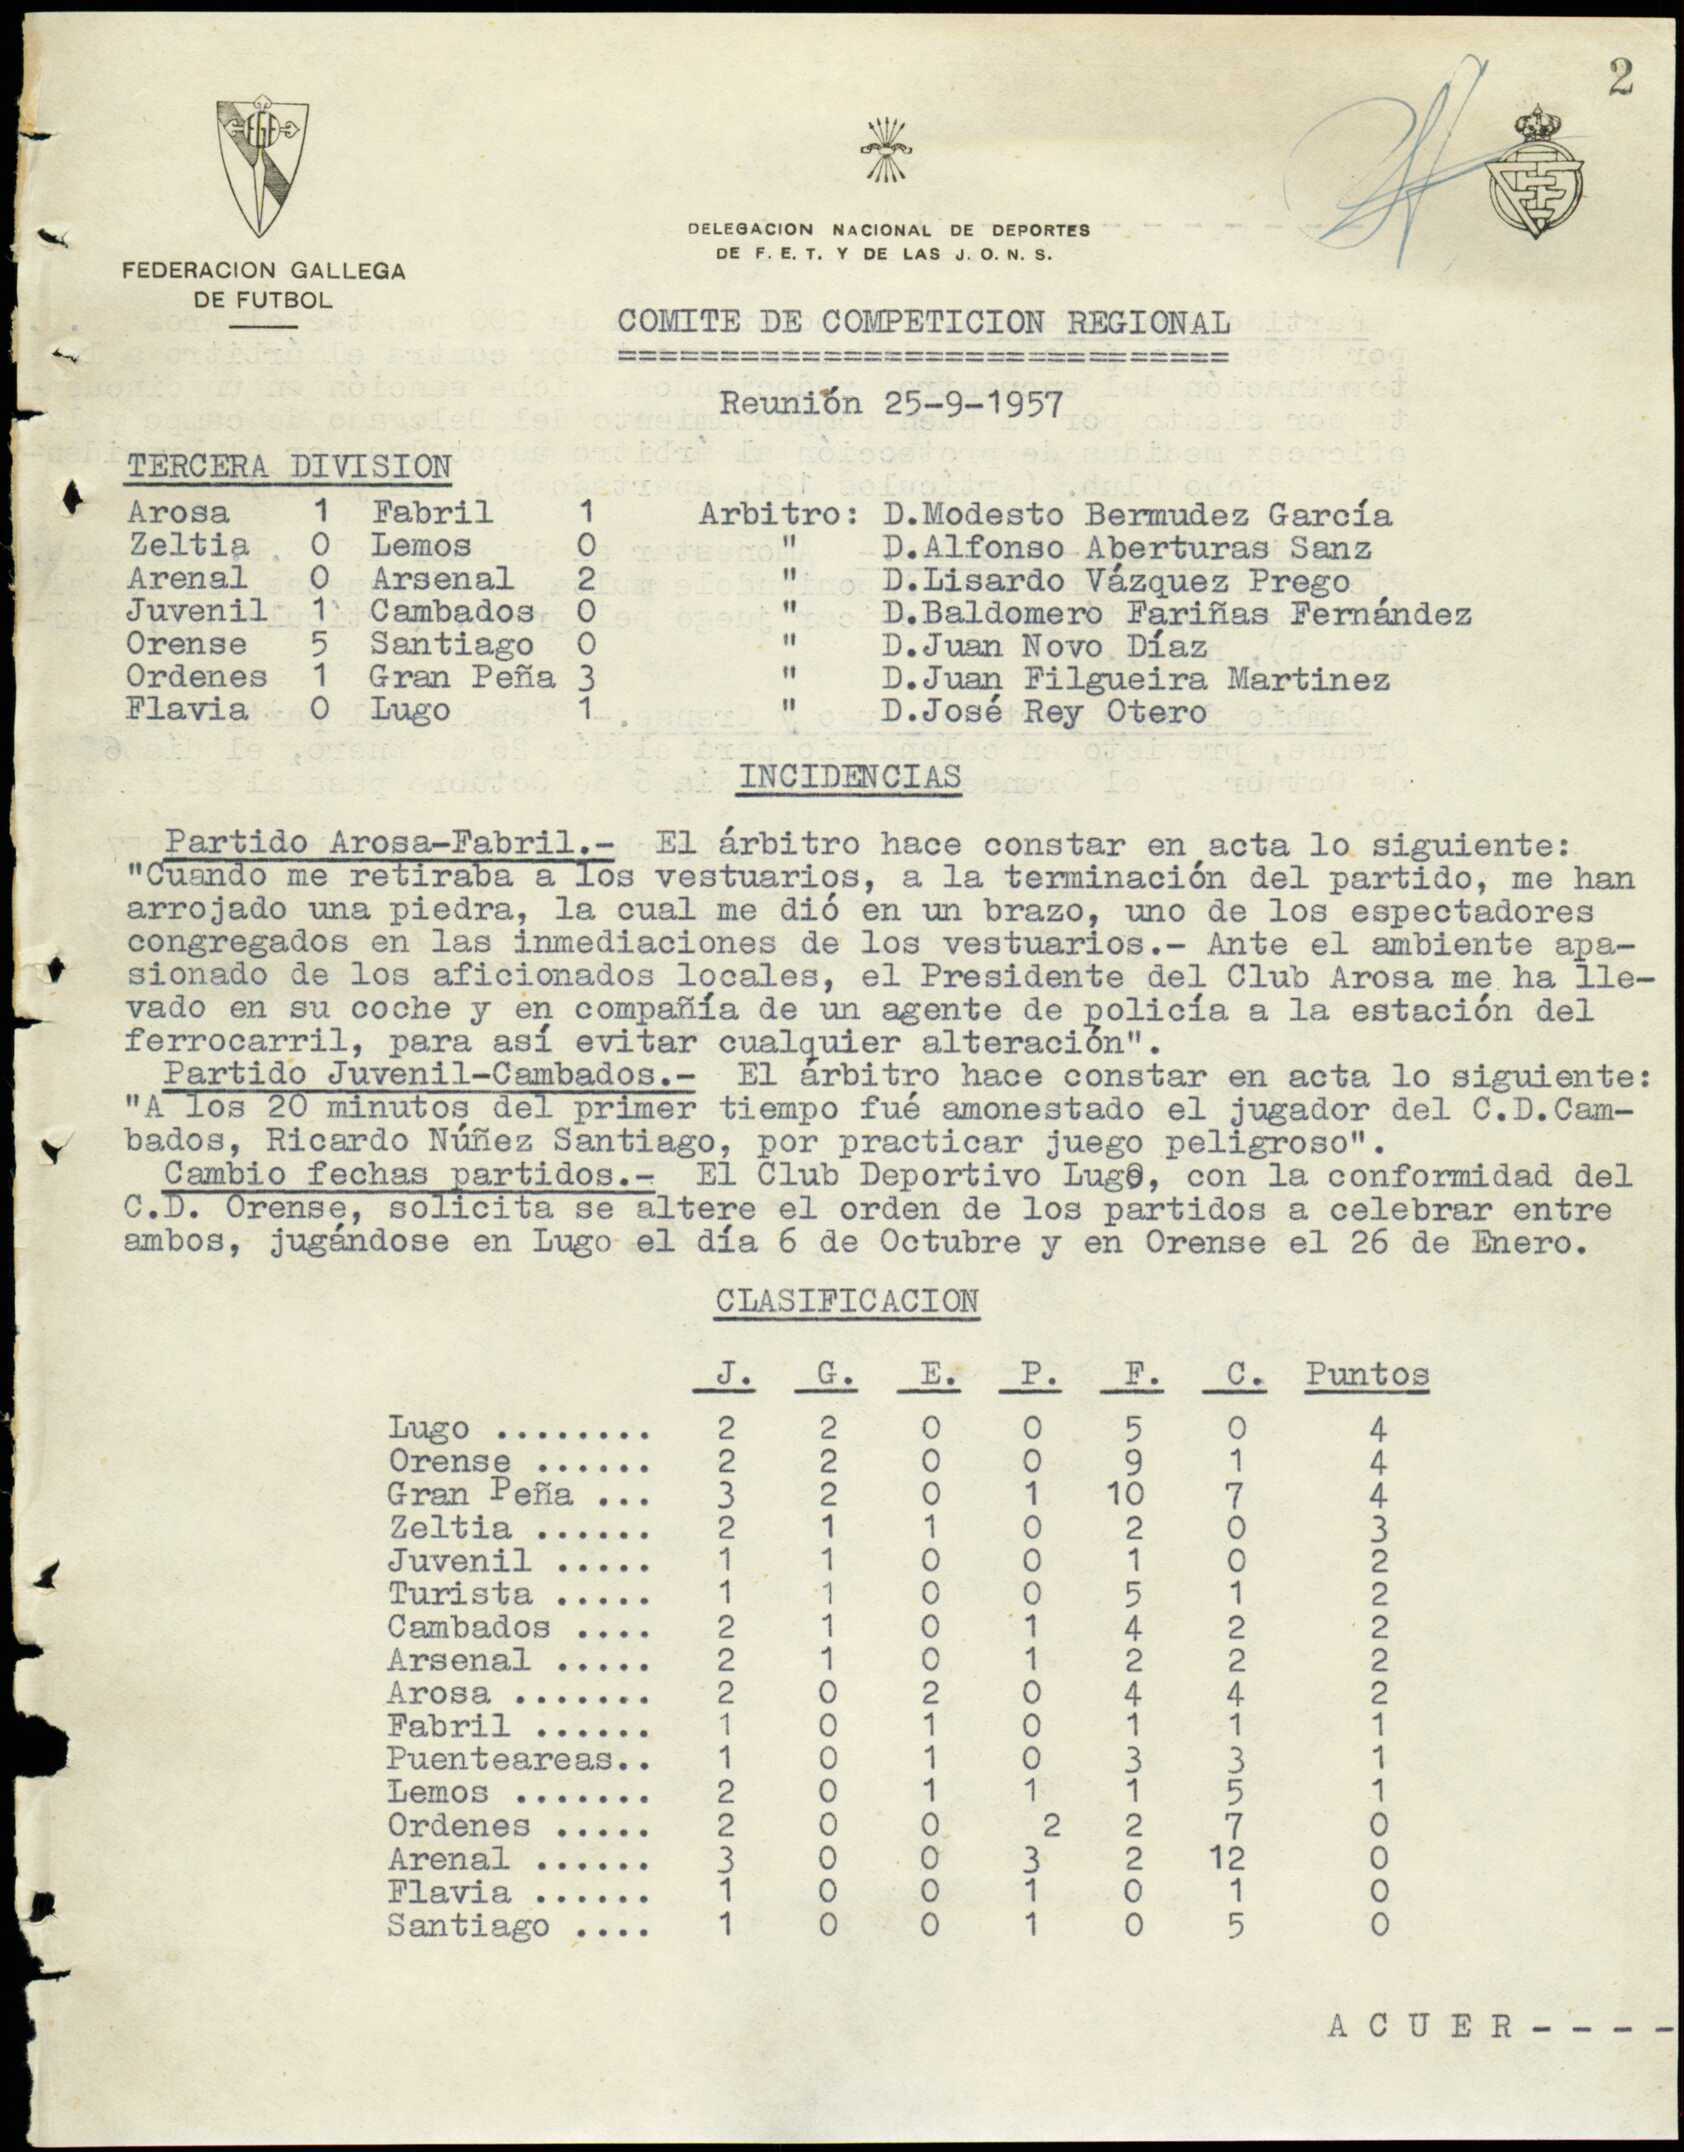 2
FGF
FEDERACION GALLEGA
DE FUTBOL
DELEGACION NACIONAL DE DEPORTES
DE F. E. T. Y DE LAS J. O. N. S.
COMITE DE COMPETICION REGIONAL
==============================
Reunión 25-9-1957
TERCERA DIVISION
Arosa 1 Fabril 1 Arbitro: D.Modesto Bermudez García
Zeltia 0 Lemos 0 " D.Alfonso Aberturas Sanz
Arenal 0 Arsenal 2 " D.Lisardo Vázquez Prego
Juvenil 1 Cambados 0 " D.Baldomero Fariñas Fernández
Orense 5 Santiago 0 " D.Juan Novo Díaz
Ordenes 1 Gran Peña 3 " D.Juan Filgueira Martinez
Flavia 0 Lugo 1 " D.José Rey Otero
INCIDENCIAS
Partido Arosa-Fabril.- El árbitro hace constar en acta lo siguiente:
"Cuando me retiraba a los vestuarios, a la terminación del partido, me han
arrojado una piedra, la cual me dió en un brazo, uno de los espectadores
congregados en las inmediaciones de los vestuarios.- Ante el ambiente apa-
sionado de los aficionados locales, el Presidente del Club Arosa me ha lle-
vado en su coche y en compañía de un agente de policía a la estación del
ferrocarril, para así evitar cualquier alteración".
Partido Juvenil-Cambados.- El árbitro hace constar en acta lo siguiente:
"A los 20 minutos del primer tiempo fué amonestado el jugador del C.D.Cam-
bados, Ricardo Núñez Santiago, por practicar juego peligroso".
Cambio fechas partidos.- El Club Deportivo Lugo, con la conformidad del
C.D. Orense, solicita se altere el orden de los partidos a celebrar entre
ambos, jugándose en Lugo el día 6 de Octubre y en Orense el 26 de Enero.
CLASIFICACION
J. G. E. P. F. C. Puntos
Lugo ........ 2 2 0 0 5 0 4
Orense ...... 2 2 0 0 9 1 4
Gran Peña ... 3 2 0 1 10 7 4
Zeltia ...... 2 1 1 0 2 0 3
Juvenil ..... 1 1 0 0 1 0 2
Turista ..... 1 1 0 0 5 1 2
Cambados .... 2 1 0 1 4 2 2
Arsenal ..... 2 1 0 1 2 2 2
Arosa ....... 2 0 2 0 4 4 2
Fabril ...... 1 0 1 0 1 1 1
Puenteareas.. 1 0 1 0 3 3 1
Lemos ....... 2 0 1 1 1 5 1
Ordenes ..... 2 0 0 2 2 7 0
Arenal ...... 3 0 0 3 2 12 0
Flavia ...... 1 0 0 1 0 1 0
Santiago .... 1 0 0 1 0 5 0
A C U E R - - - -